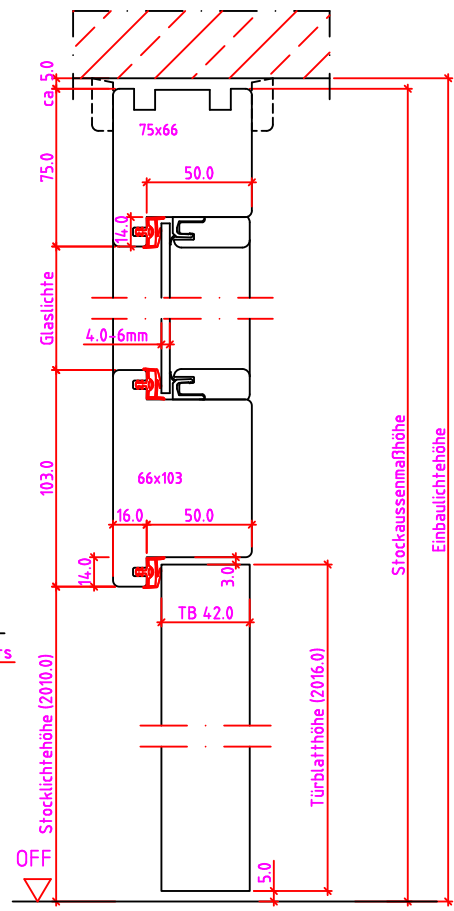 ca. 5.0
75x66
75.0
50.0
14.0
Glaslichte
4.0-6mm
103.0
66x103
16.0
50.0
14.0
3.0
TB 42.0
Stocklichtehöhe (2010.0)
Türblatthöhe (2016.0)
Stockaussenmaßhöhe
Einbaulichtehöhe
OFF
5.0